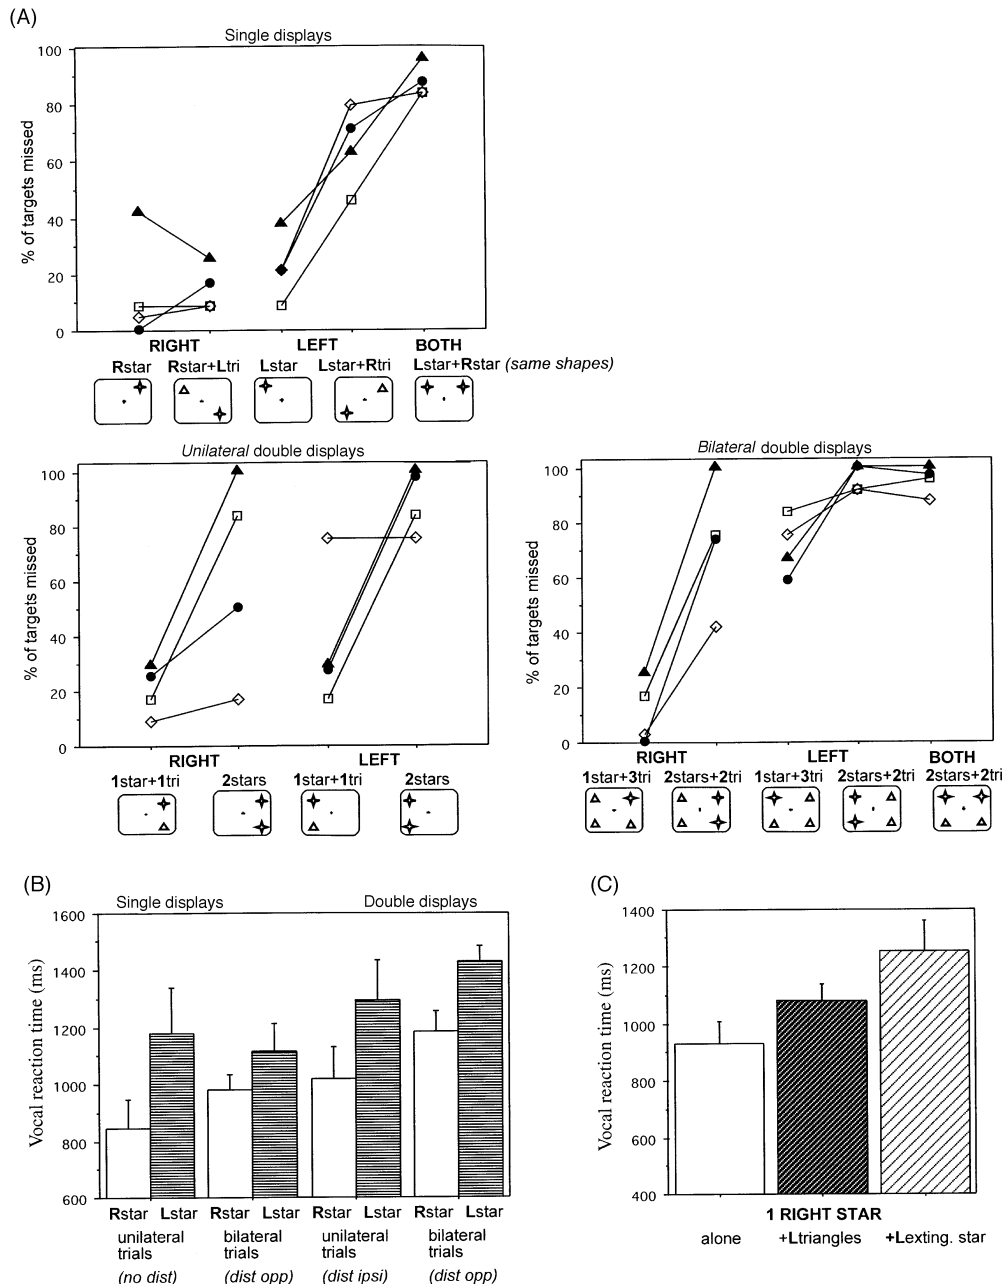 (A)
Single displays
% of targets missed
100
80
60
40
20
0
RIGHT LEFT BOTH
Rstar Rstar+Ltri Lstar Lstar+Rtri Lstar+Rstar (same shapes)
Unilateral double displays
% of targets missed
100
80
60
40
20
0
RIGHT LEFT
1star+1tri 2stars 1star+1tri 2stars
Bilateral double displays
% of targets missed
100
80
60
40
20
0
RIGHT LEFT BOTH
1star+3tri 2stars+2tri 1star+3tri 2stars+2tri 2stars+2tri
(B)
Single displays Double displays
Vocal reaction time (ms)
1600
1400
1200
1000
800
600
Rstar Lstar Rstar Lstar Rstar Lstar Rstar Lstar
unilateral bilateral unilateral bilateral
trials trials trials trials
(no dist) (dist opp) (dist ipsi) (dist opp)
(C)
Vocal reaction time (ms)
1400
1200
1000
800
600
400
1 RIGHT STAR
alone +Ltriangles +Lexting. star